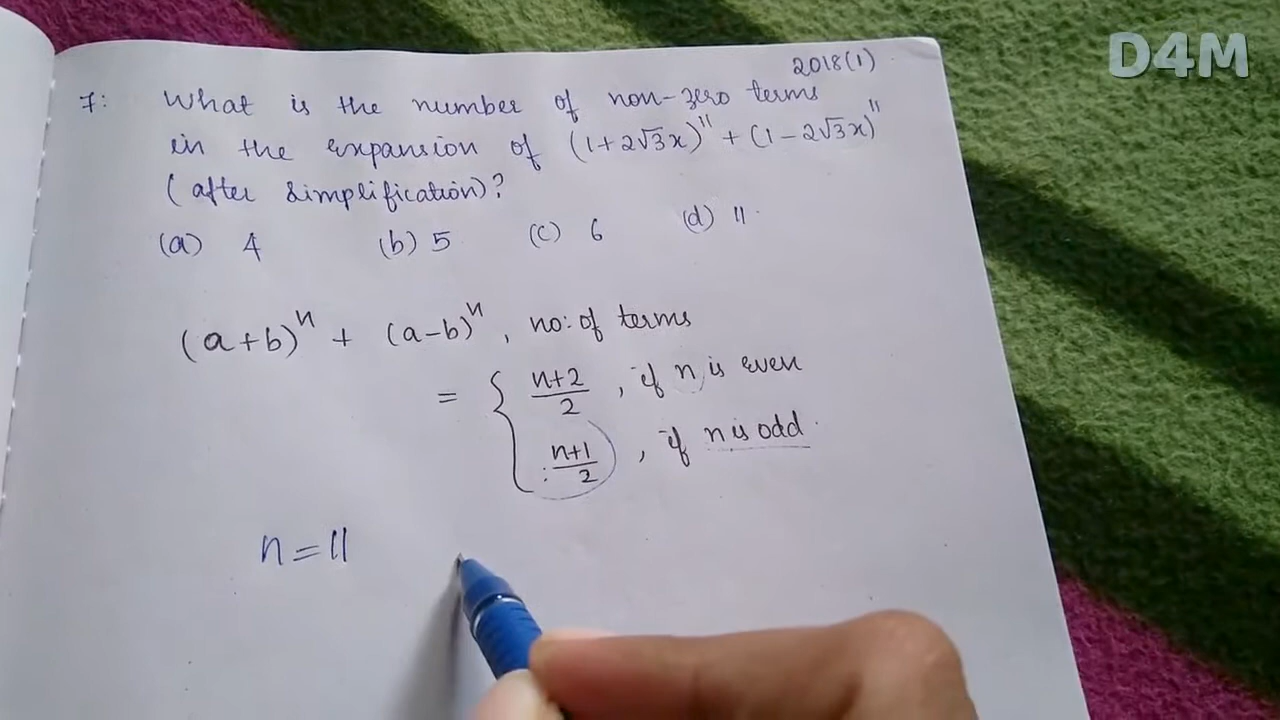 D4M
2018(1)
7: What is the number of non-zero terms
in the expansion of (1+2√3x)^11 + (1-2√3x)^11
(after simplification)?
(a) 4 (b) 5 (c) 6 (d) 11.
(a+b)^n + (a-b)^n, no: of terms
= { n+2/2, if n is even
n+1/2, if n is odd.
n=11